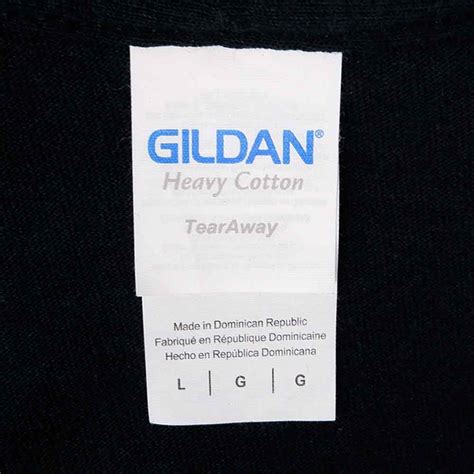 GILDAN®
Heavy Cotton
TearAway
Made in Dominican Republic
Fabriqué en République Dominicaine
Hecho en República Dominicana
L | G | G